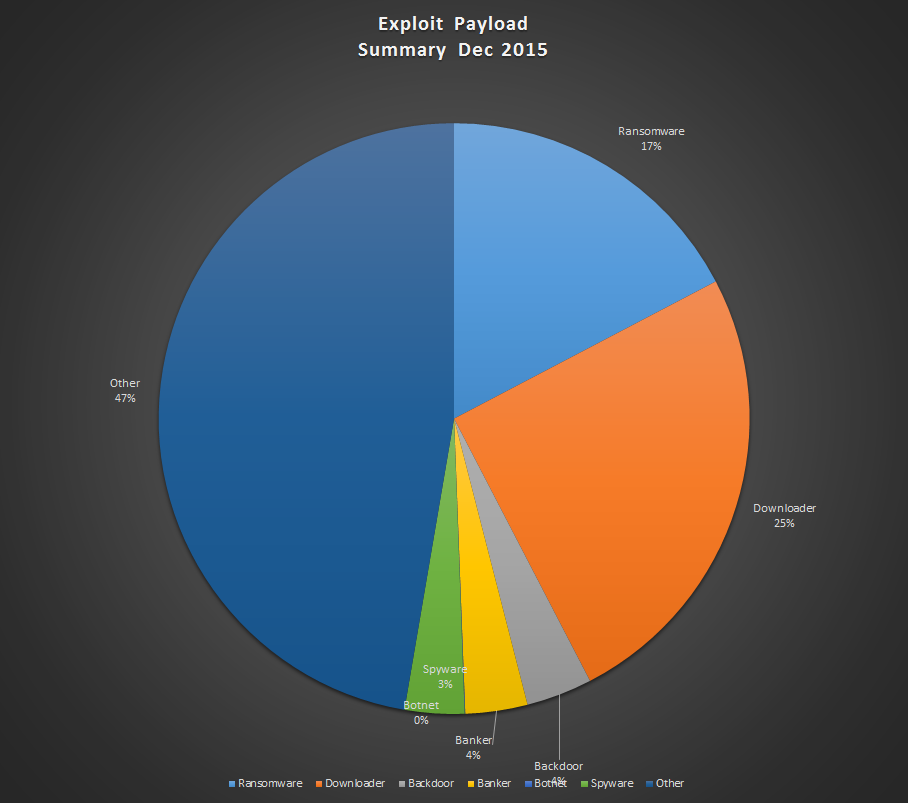 Exploit Payload
Summary Dec 2015
Ransomware
17%
Other
47%
Downloader
25%
Spyware
3%
Botnet
0%
Banker
4%
Backdoor
4%
Ransomware Downloader Backdoor Banker Botnet Spyware Other